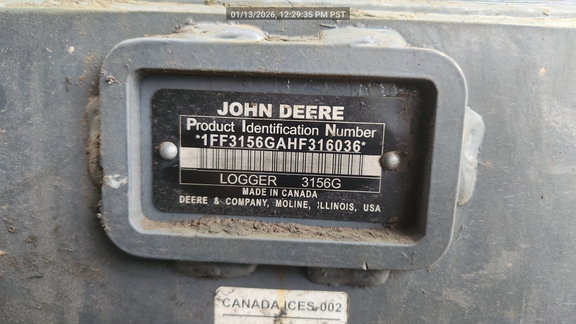 01/13/2026, 12:29:35 PM PST
JOHN DEERE
Product Identification Number
*1FF3156GAHF316036*
LOGGER 3156G
MADE IN CANADA
DEERE & COMPANY, MOLINE, ILLINOIS, USA
CANADA ICES-002